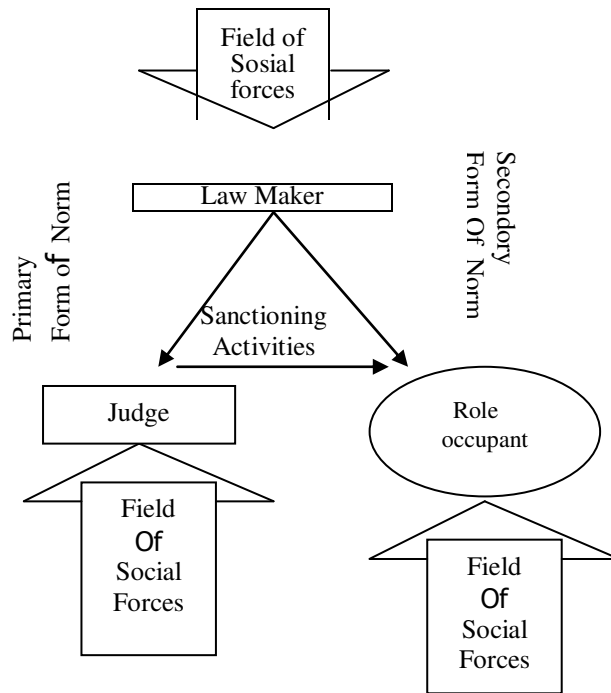 Field of
Sosial
forces
Law Maker
Primary
Form of Norm
Secondory
Form Of Norm
Sanctioning
Activities
Judge
Role
occupant
Field
Of
Social
Forces
Field
Of
Social
Forces